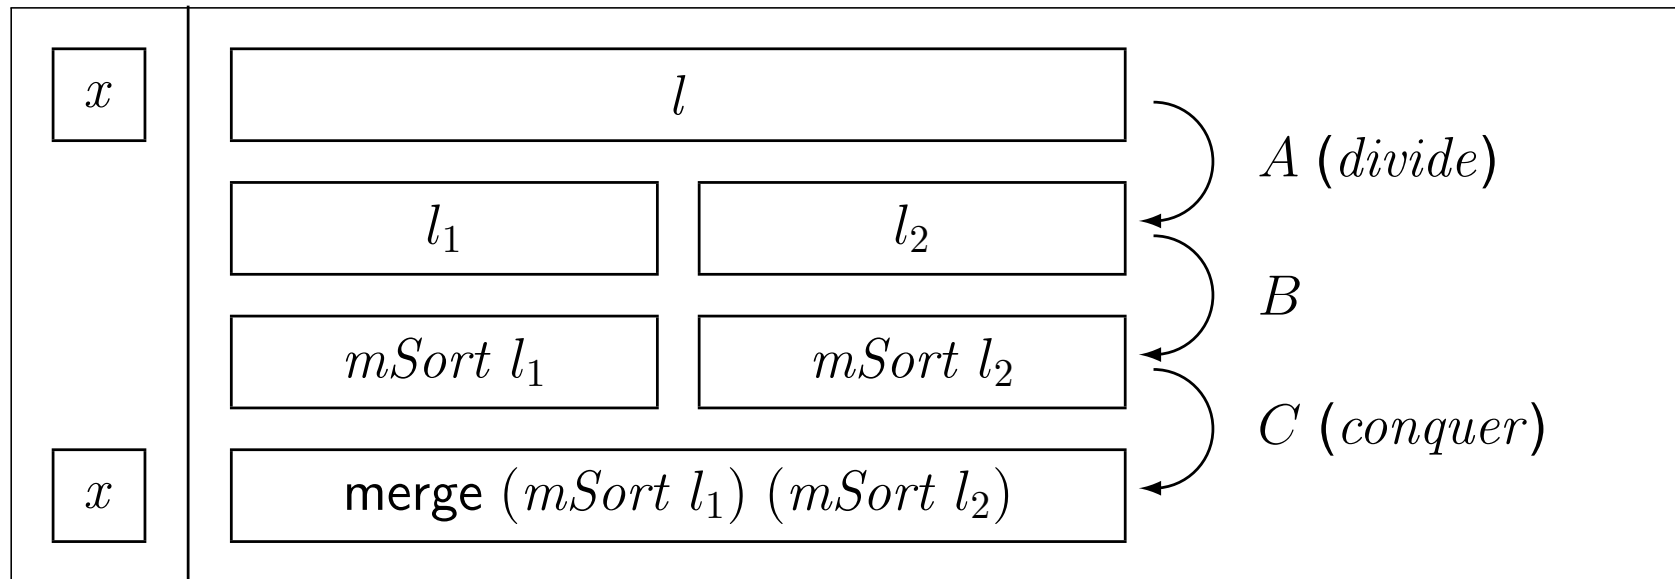 x l
A (divide)
l₁ l₂
B
mSort l₁ mSort l₂
C (conquer)
x merge (mSort l₁) (mSort l₂)